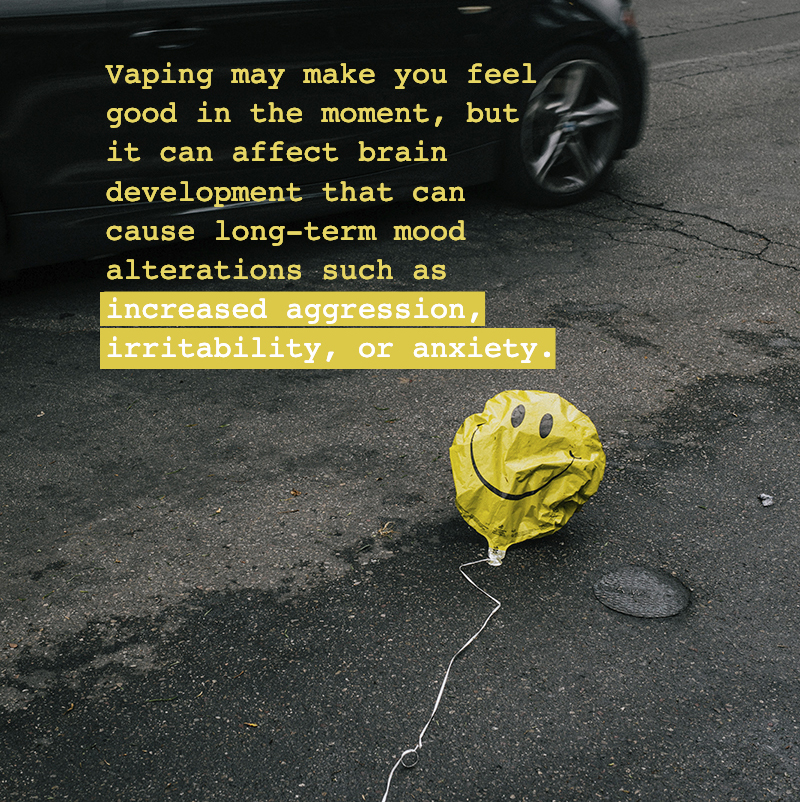 Vaping may make you feel
good in the moment, but
it can affect brain
development that can
cause long-term mood
alterations such as
increased aggression,
irritability, or anxiety.